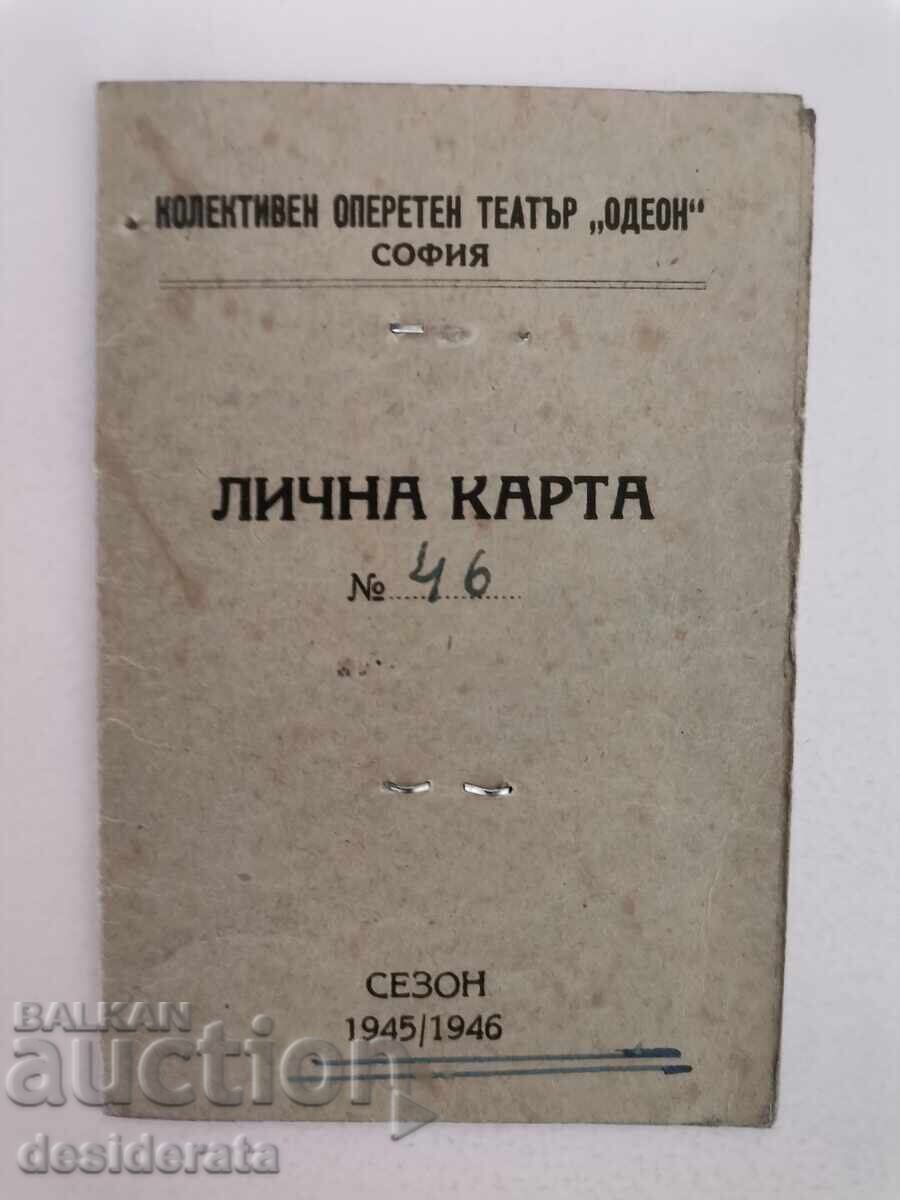 КОЛЕКТИВЕН ОПЕРЕТЕН ТЕАТЪР „ОДЕОН“
СОФИЯ
ЛИЧНА КАРТА
№ 46
СЕЗОН
1945/1946
BALKAN
auction
desiderata